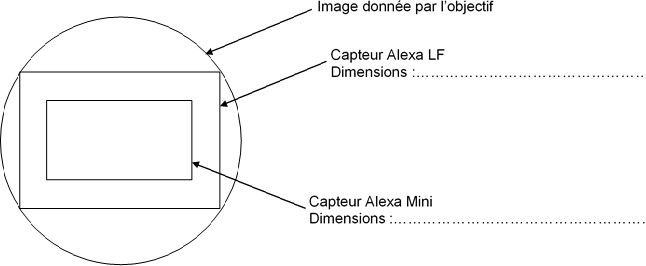 Image donnée par l'objectif
Capteur Alexa LF
Dimensions :……………………………………………
Capteur Alexa Mini
Dimensions :…………………………………………………